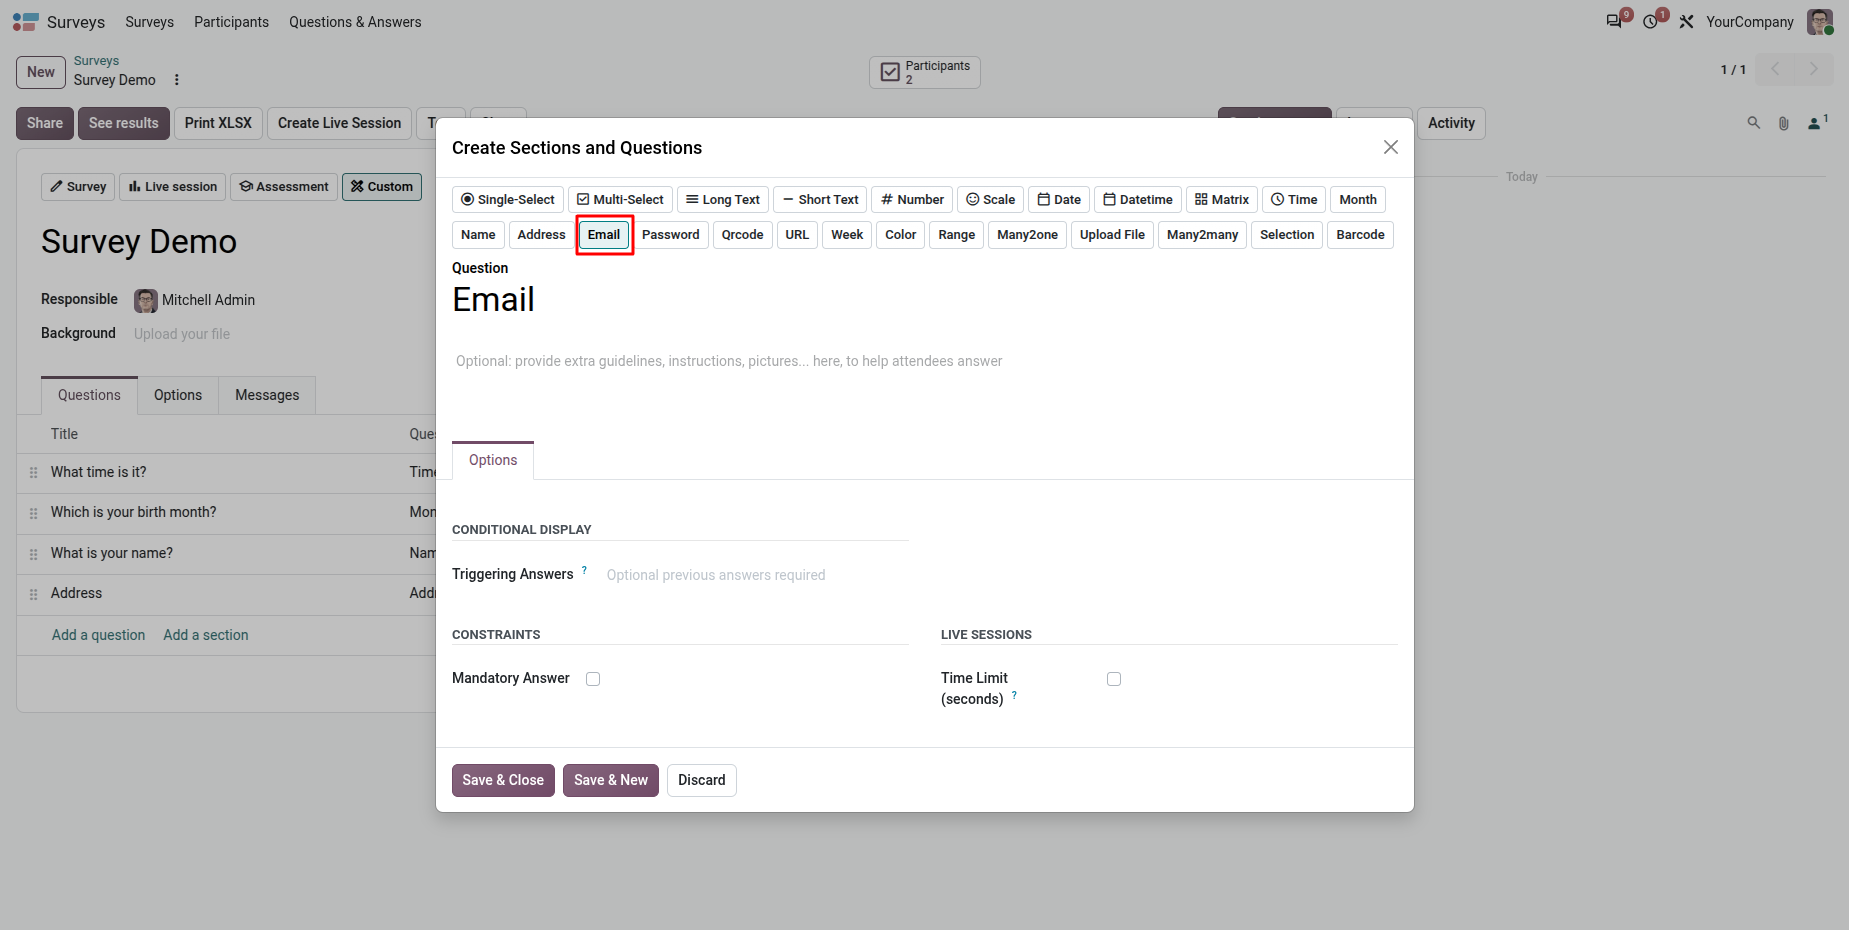 Surveys Surveys Participants Questions & Answers 9 1 YourCompany
New Surveys
Survey Demo
Participants
2
1 / 1
Share See results Print XLSX Create Live Session Activity 1
Create Sections and Questions
Survey Live session Assessment Custom
Today
Single-Select Multi-Select Long Text Short Text Number Scale Date Datetime Matrix Time Month
Name Address Email Password Qrcode URL Week Color Range Many2one Upload File Many2many Selection Barcode
Survey Demo
Question
Email
Responsible Mitchell Admin
Background Upload your file
Optional: provide extra guidelines, instructions, pictures... here, to help attendees answer
Questions Options Messages
Title
Options
What time is it? Time
Which is your birth month?
What is your name?
Address
Add a question Add a section
CONDITIONAL DISPLAY
Triggering Answers ? Optional previous answers required
CONSTRAINTS
Mandatory Answer
LIVE SESSIONS
Time Limit
(seconds) ?
Save & Close Save & New Discard